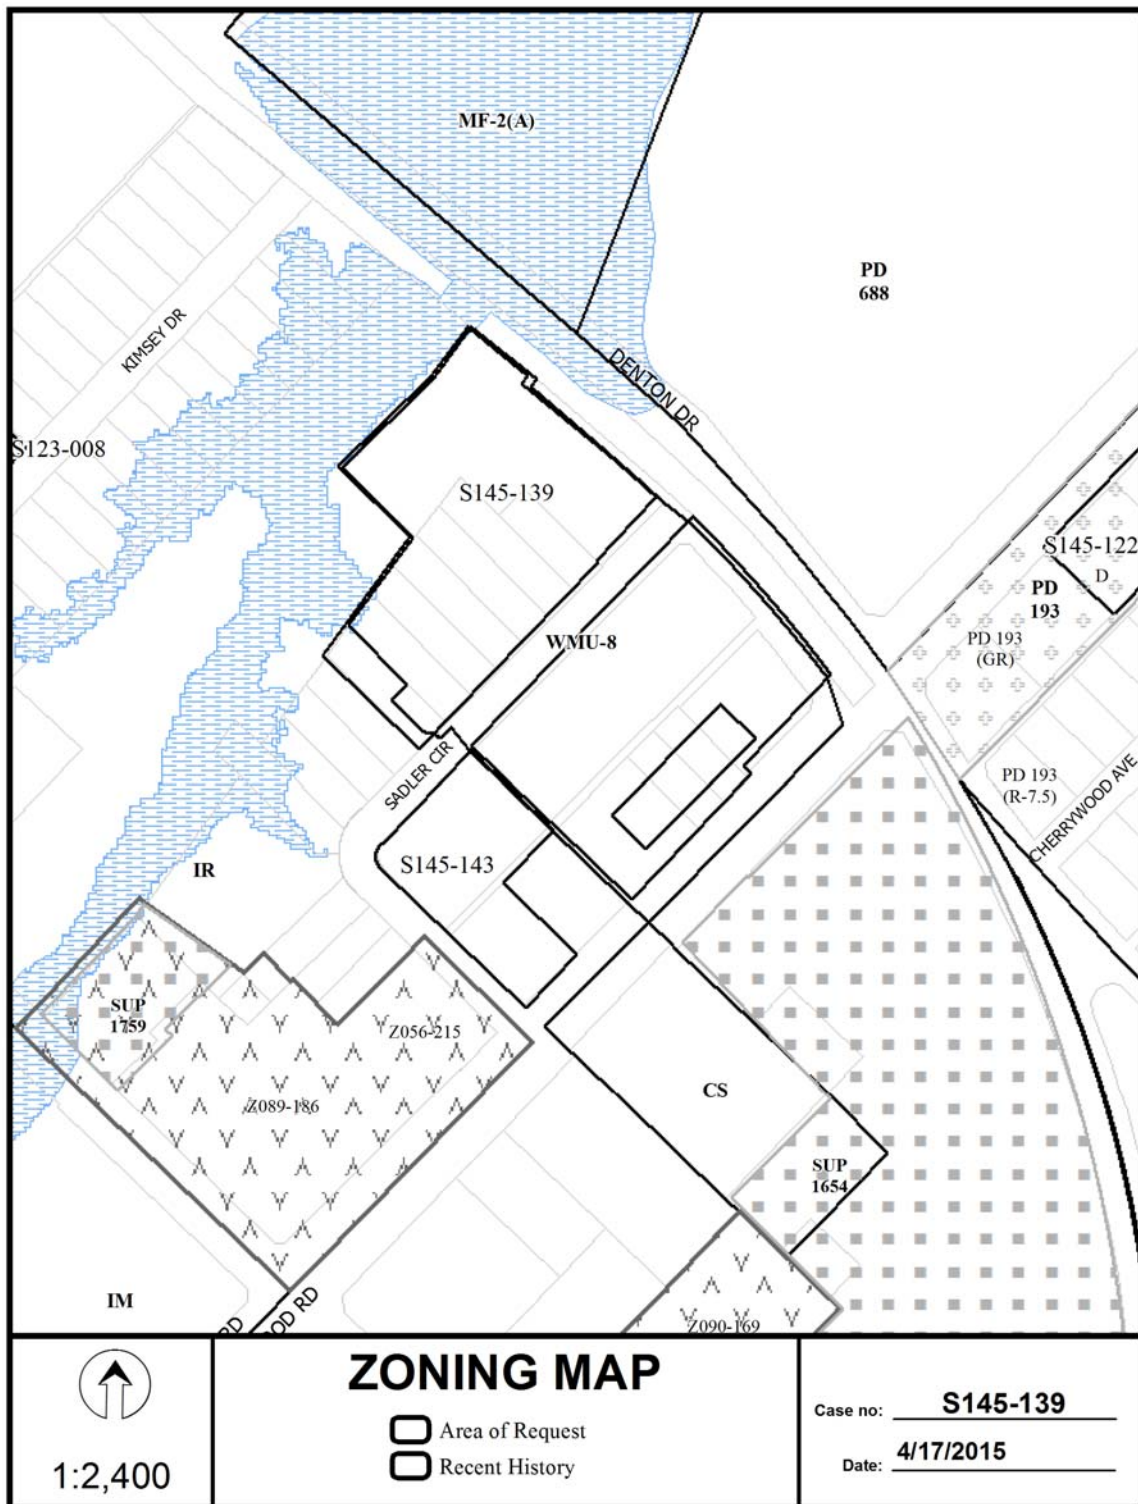 MF-2(A)
PD
688
KIMSEY DR
DENTON DR
S123-008
S145-139
S145-122
D
PD
193
PD 193
(GR)
WMU-8
SADLER CIR
PD 193
(R-7.5)
CHERRYWOOD AVE
S145-143
IR
SUP
1759
Z056-215
Z089-186
CS
SUP
1654
IM
RD
OOD RD
Z090-169
ZONING MAP
Area of Request
Recent History
1:2,400
Case no: S145-139
Date: 4/17/2015